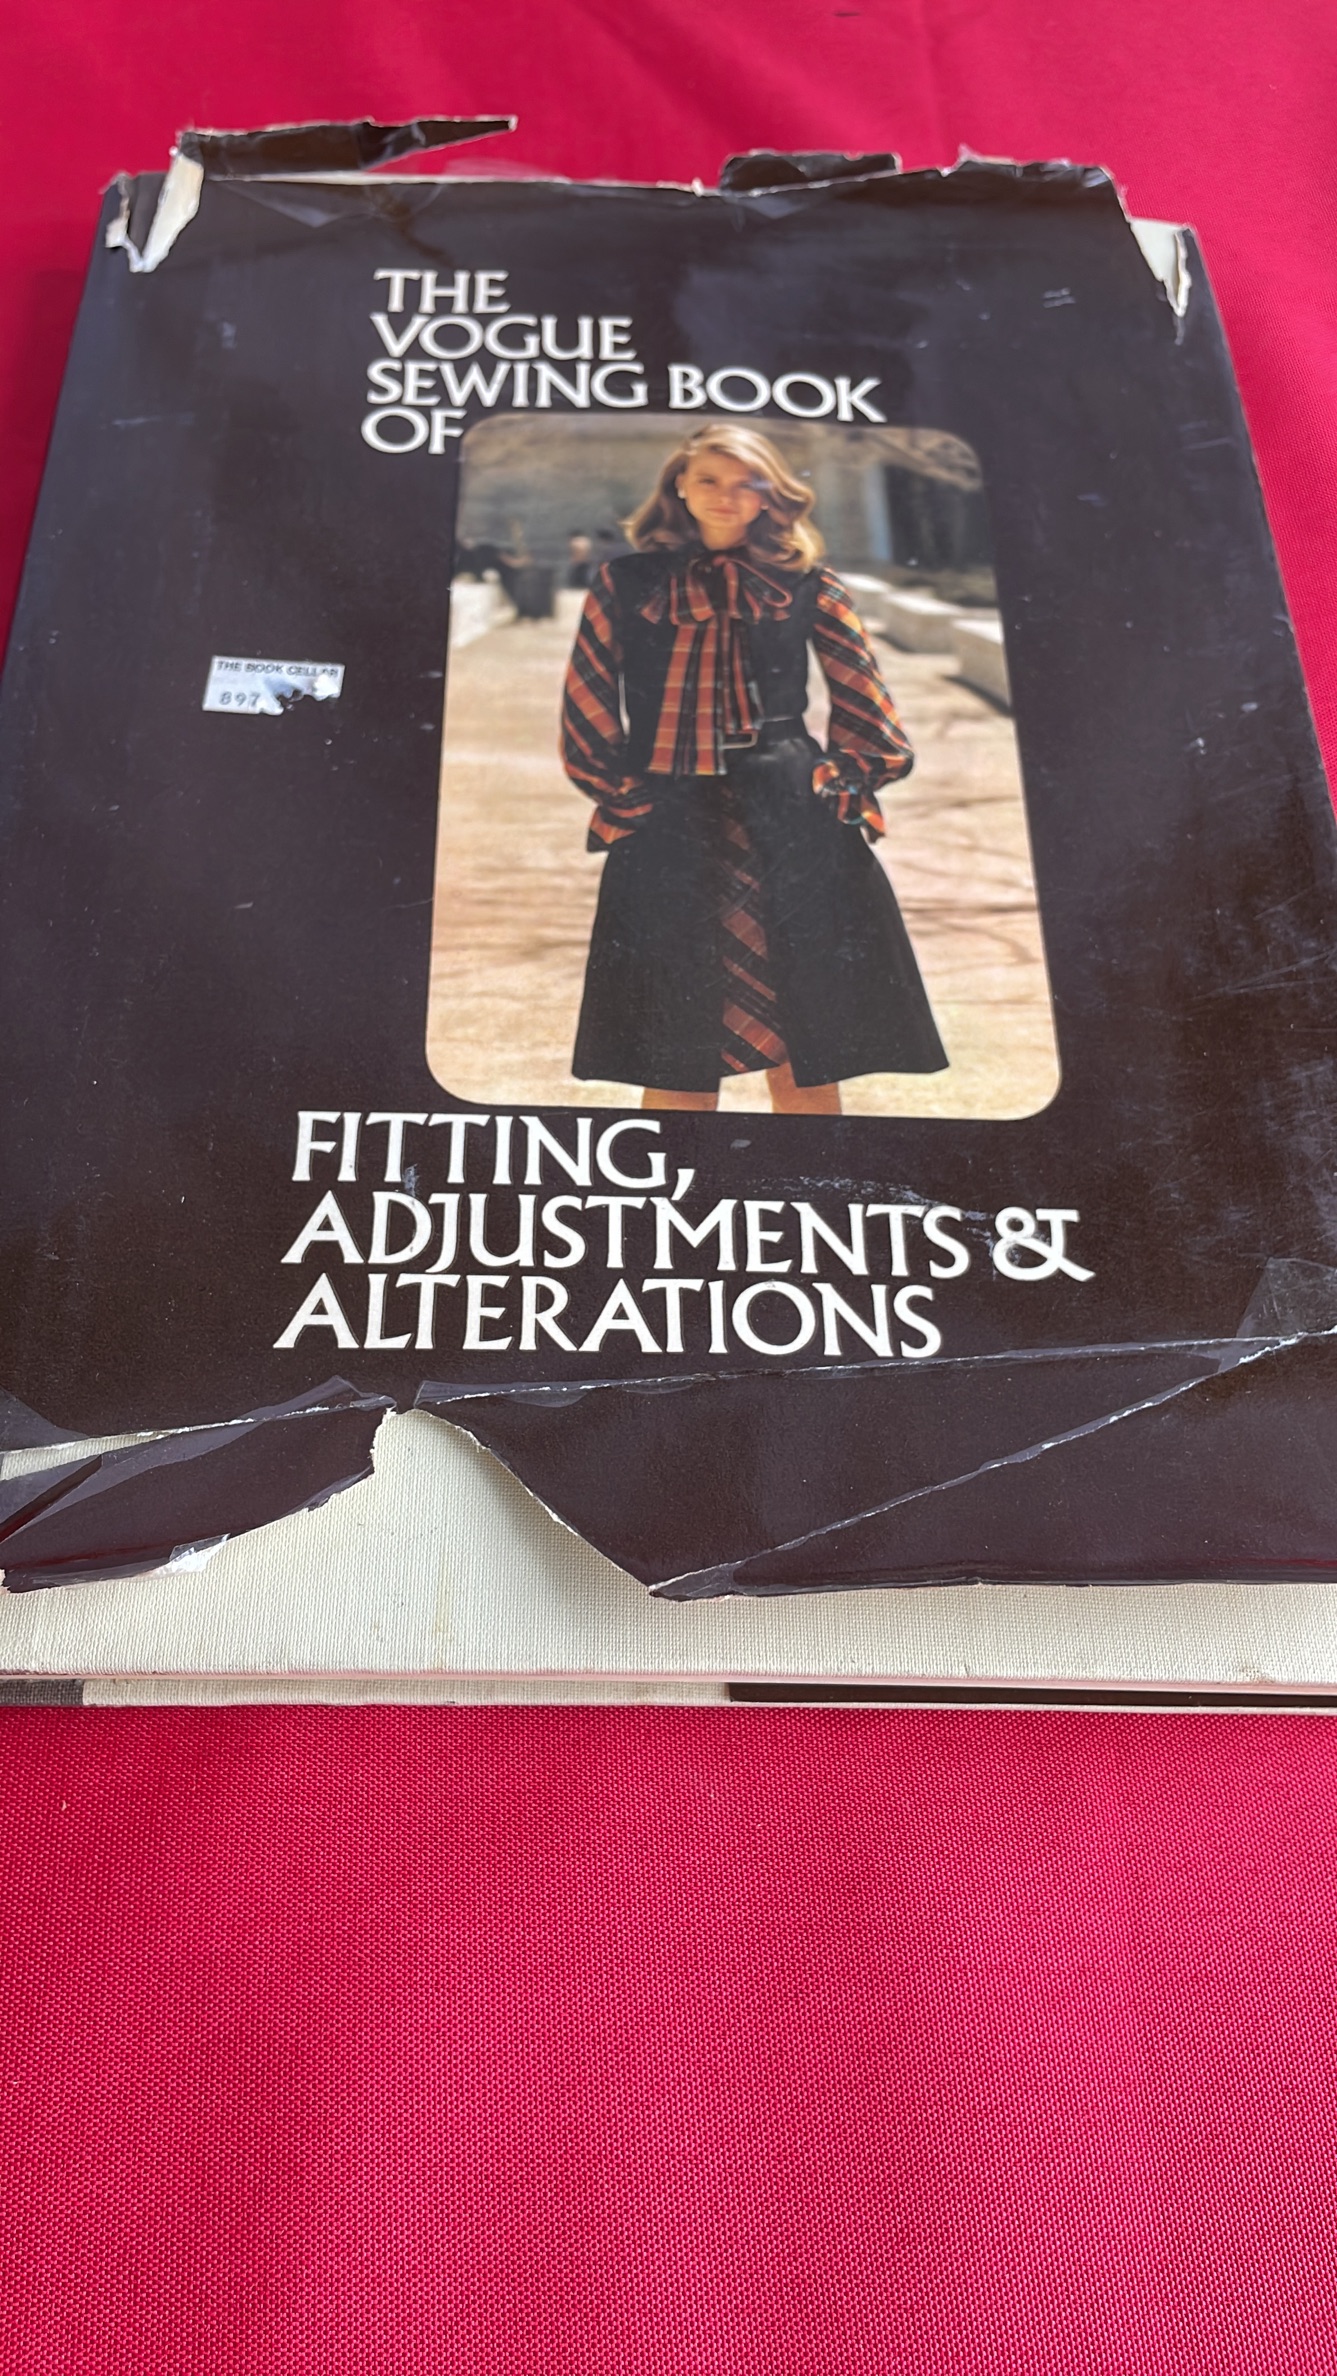 THE
VOGUE
SEWING BOOK
OF
THE BOOK CELLAR
897
FITTING,
ADJUSTMENTS &
ALTERATIONS